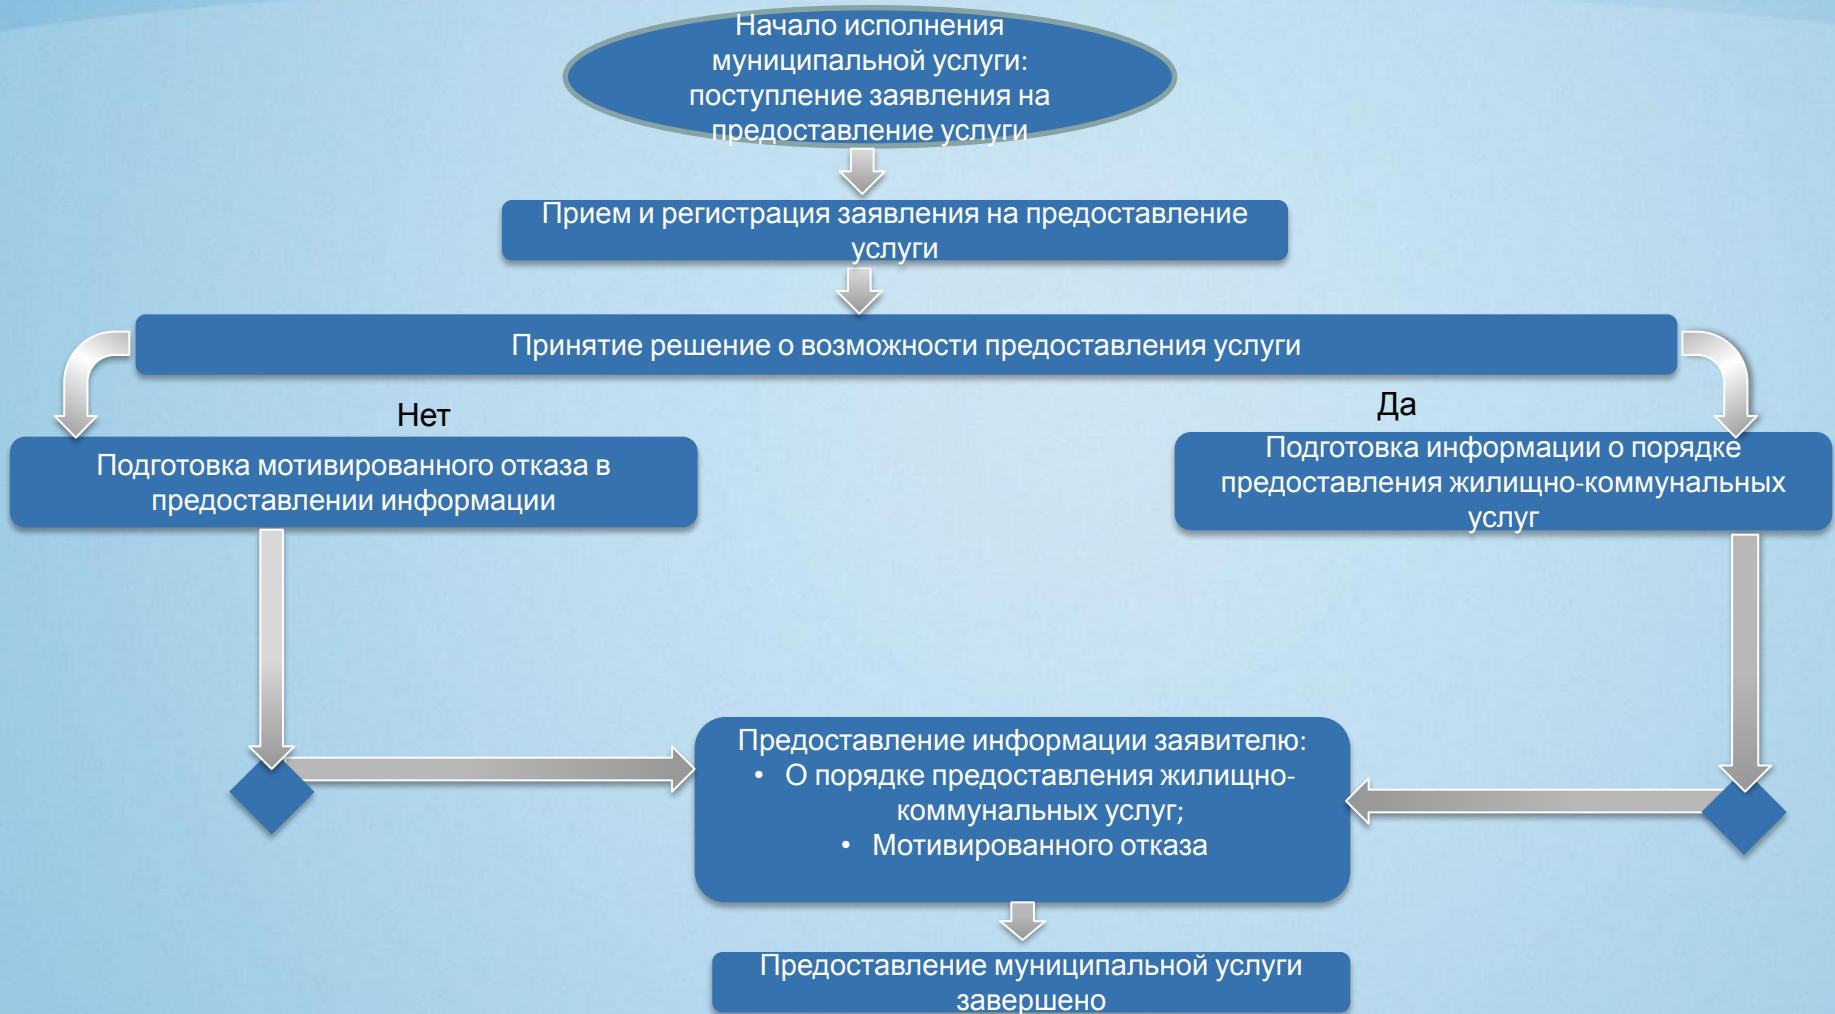 Начало исполнения
муниципальной услуги:
поступление заявления на
предоставление услуги
Прием и регистрация заявления на предоставление
услуги
Принятие решение о возможности предоставления услуги
Нет
Да
Подготовка мотивированного отказа в
предоставлении информации
Подготовка информации о порядке
предоставления жилищно-коммунальных
услуг
Предоставление информации заявителю:
• О порядке предоставления жилищно-
коммунальных услуг;
• Мотивированного отказа
Предоставление муниципальной услуги
завершено